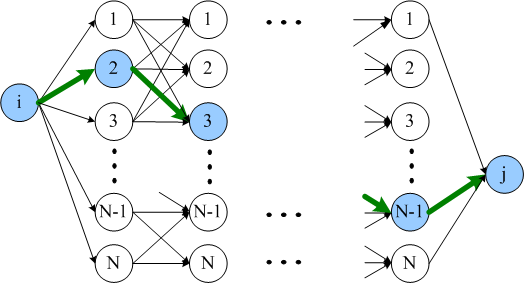 1 1 ... 1
2 2 2
i 3 3 3 j
N-1 N-1 ... N-1
N N ... N